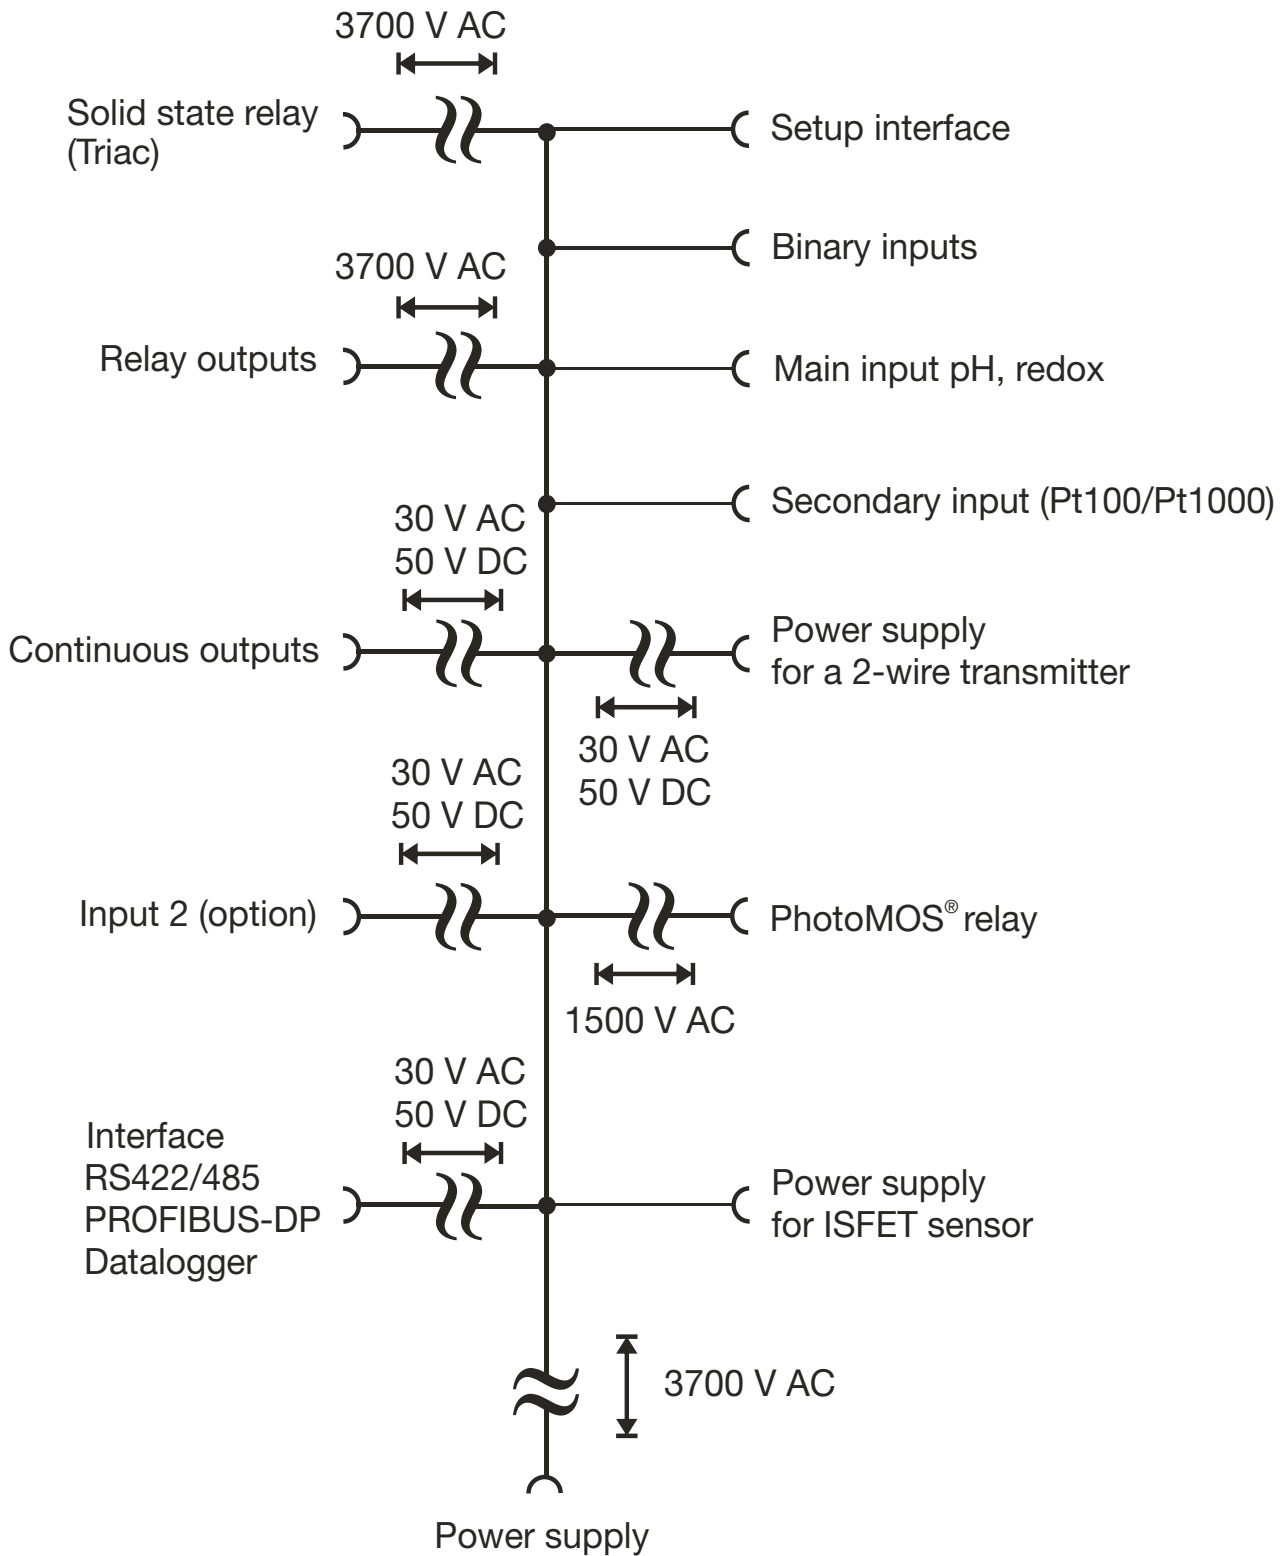 3700 V AC
Solid state relay
(Triac)
Setup interface
Binary inputs
3700 V AC
Relay outputs
Main input pH, redox
Secondary input (Pt100/Pt1000)
30 V AC
50 V DC
Continuous outputs
Power supply
for a 2-wire transmitter
30 V AC
50 V DC
30 V AC
50 V DC
Input 2 (option)
PhotoMOS® relay
1500 V AC
30 V AC
50 V DC
Interface
RS422/485
PROFIBUS-DP
Datalogger
Power supply
for ISFET sensor
3700 V AC
Power supply